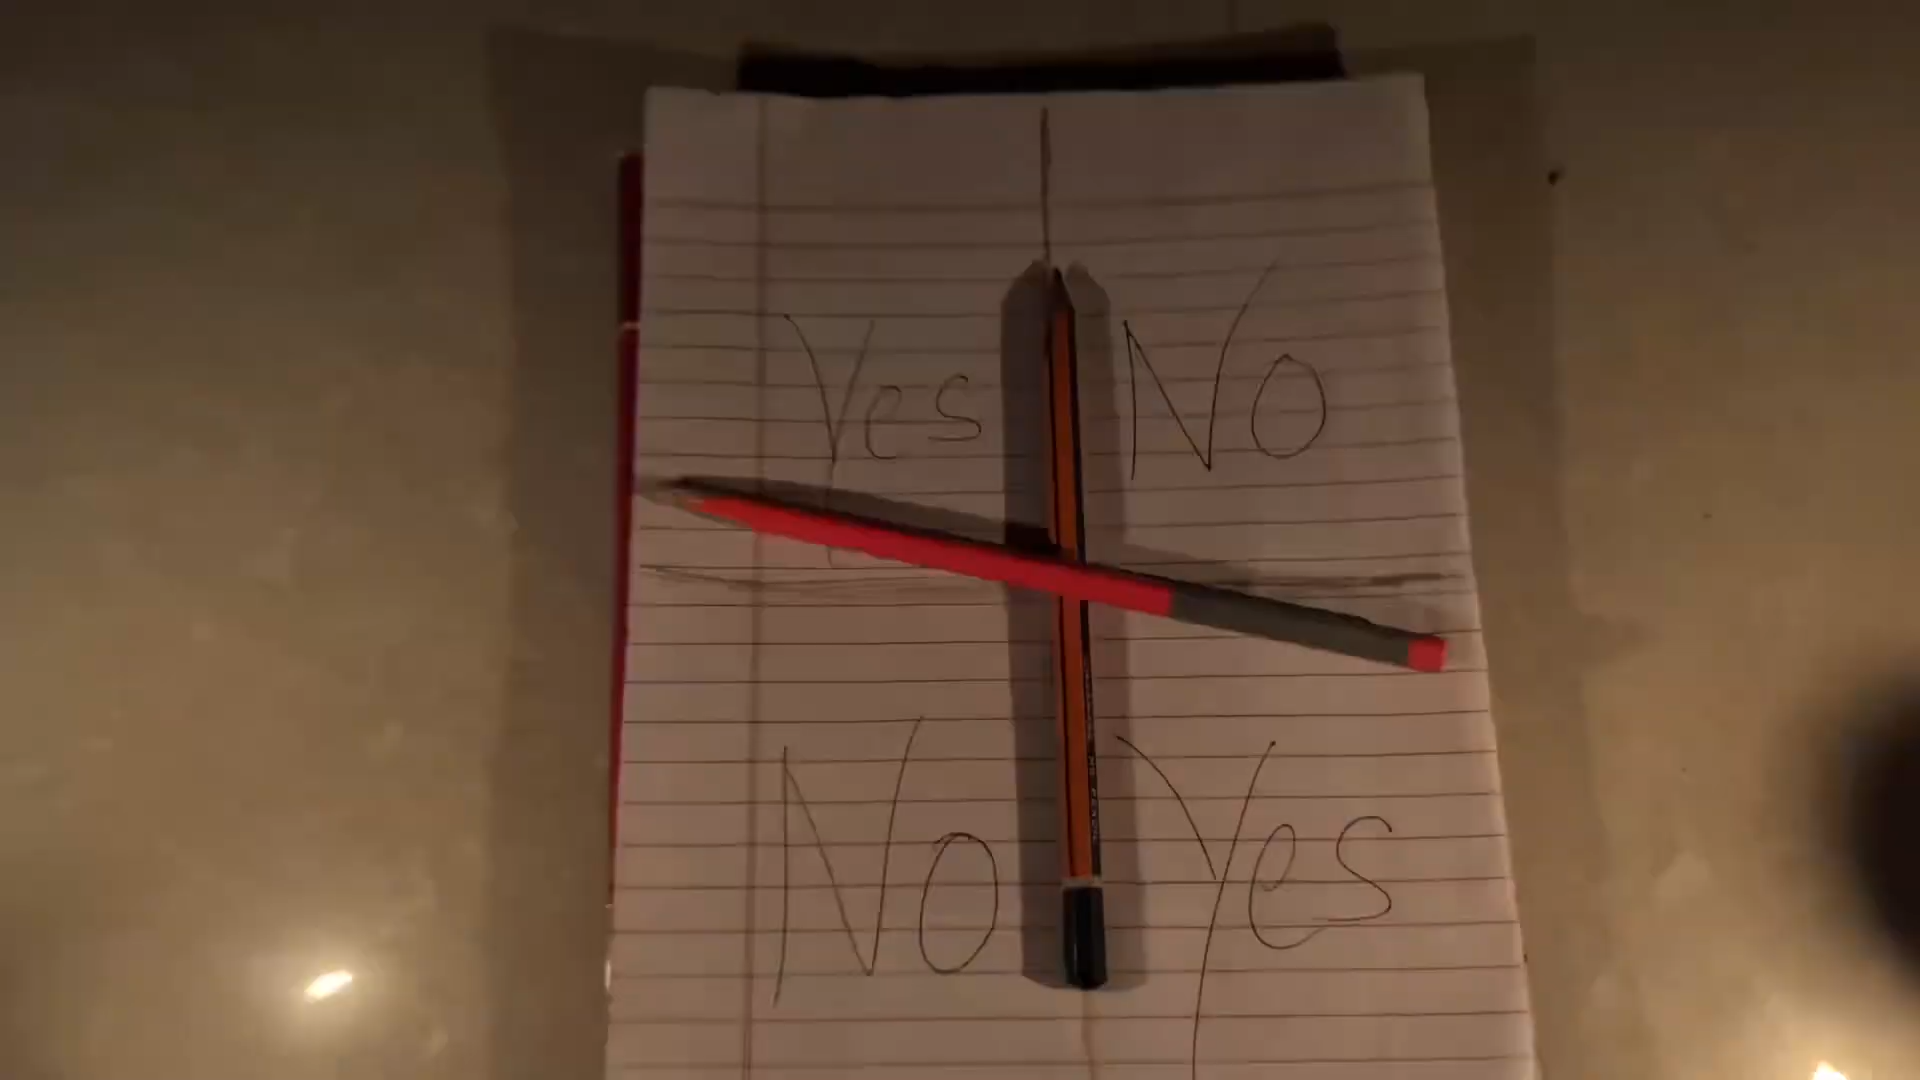 Yes No
No Yes